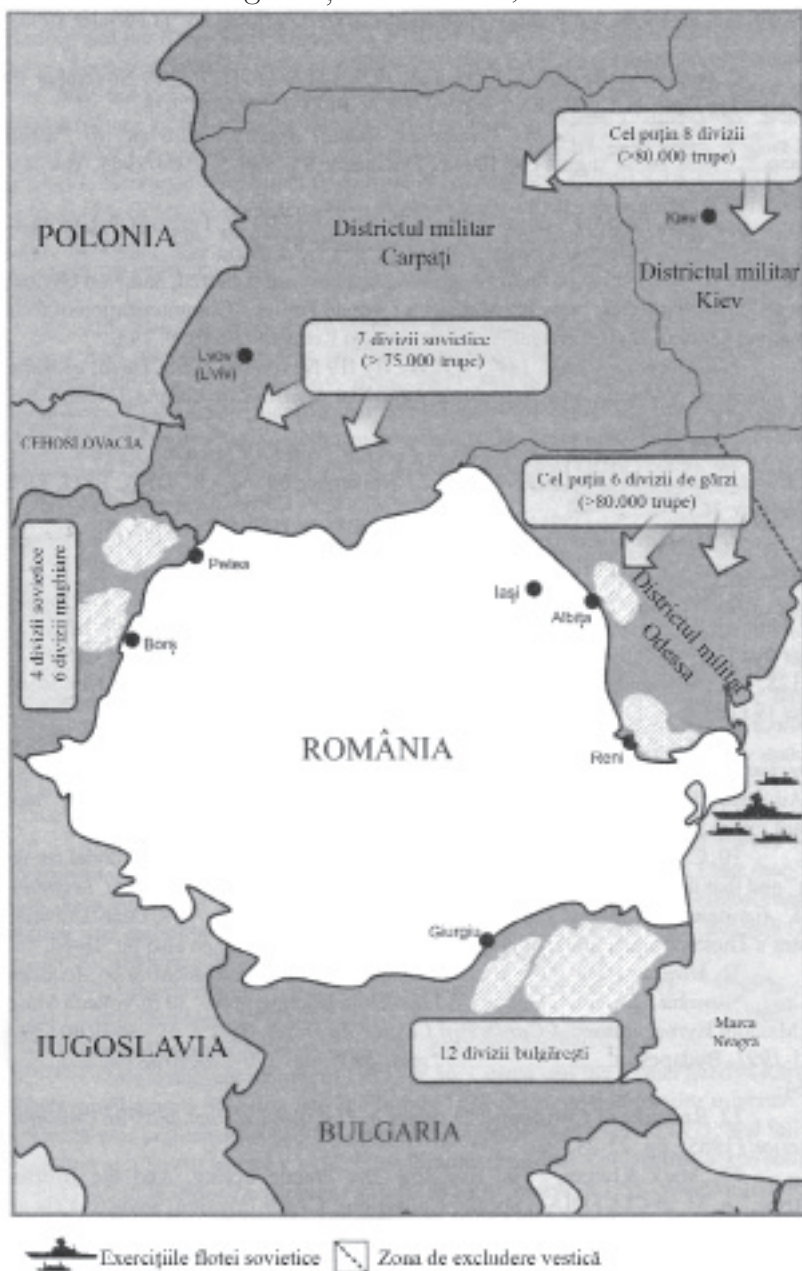 Cel puțin 8 divizii
(>80.000 trupe)
POLONIA
Districtul militar
Carpați
Kiev
Districtul militar
Kiev
7 divizii sovietice
(> 75.000 trupe)
Lvov
(L'viv)
CEHOSLOVACIA
Cel puțin 6 divizii de gărzi
(>80.000 trupe)
4 divizii sovietice
6 divizii maghiare
Petea
Iași
Albița
Borș
Districtul militar
Odessa
ROMÂNIA
Reni
Giurgiu
IUGOSLAVIA
Marea
Neagră
12 divizii bulgărești
BULGARIA
Exercițiile flotei sovietice
Zona de excludere vestică